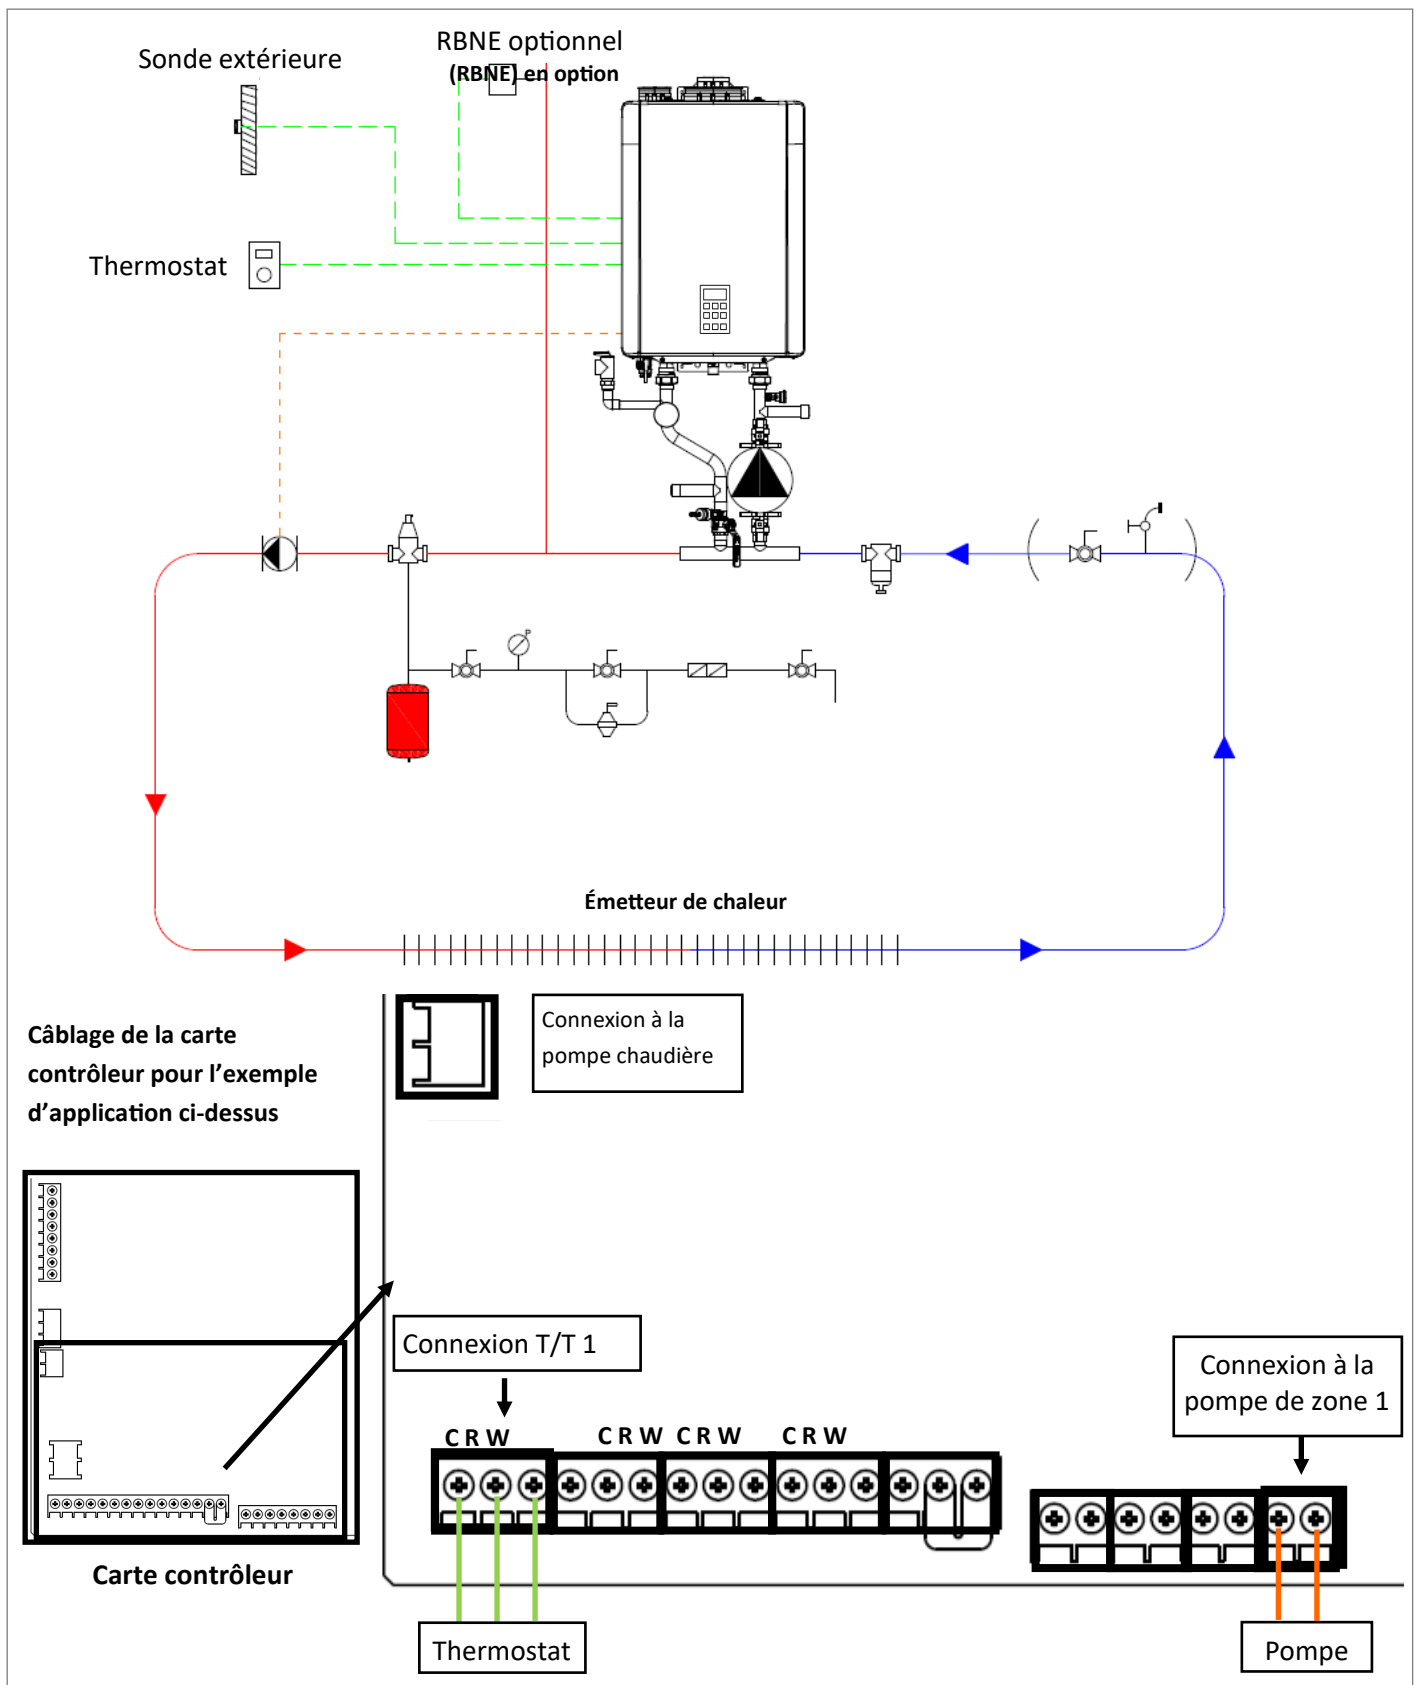 Sonde extérieure
RBNE optionnel
(RBNE) en option
Thermostat
Émetteur de chaleur
Connexion à la
pompe chaudière
Câblage de la carte
contrôleur pour l’exemple
d’application ci-dessus
Connexion T/T 1
Connexion à la
pompe de zone 1
C R W C R W C R W C R W
Carte contrôleur
Thermostat
Pompe